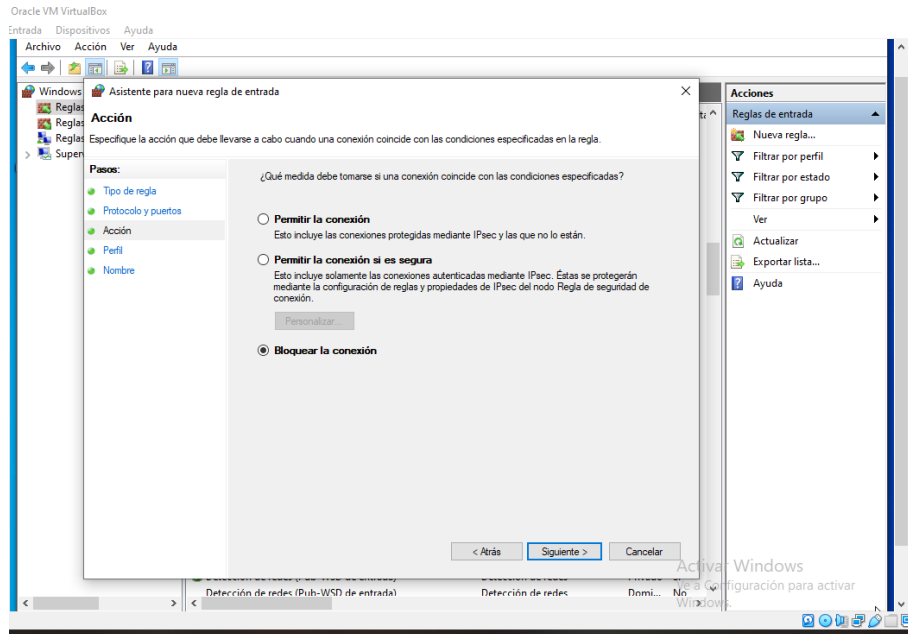 Oracle VM VirtualBox
Entrada Dispositivos Ayuda
Archivo Acción Ver Ayuda
Windows
Reglas
Reglas
Reglas
Super
Asistente para nueva regla de entrada
Acción
Especifique la acción que debe llevarse a cabo cuando una conexión coincide con las condiciones especificadas en la regla.
Pasos:
Tipo de regla
Protocolo y puertos
Acción
Perfil
Nombre
¿Qué medida debe tomarse si una conexión coincide con las condiciones especificadas?
Permitir la conexión
Esto incluye las conexiones protegidas mediante IPsec y las que no lo están.
Permitir la conexión si es segura
Esto incluye solamente las conexiones autenticadas mediante IPsec. Éstas se protegerán
mediante la configuración de reglas y propiedades de IPsec del nodo Regla de seguridad de
conexión.
Personalizar...
Bloquear la conexión
< Atrás Siguiente > Cancelar
Acciones
Reglas de entrada
Nueva regla...
Filtrar por perfil
Filtrar por estado
Filtrar por grupo
Ver
Actualizar
Exportar lista...
Ayuda
Detección de redes (Pub-WSD de entrada) Detección de redes Domi... No
Activar Windows
Ve a Configuración para activar
Windows.